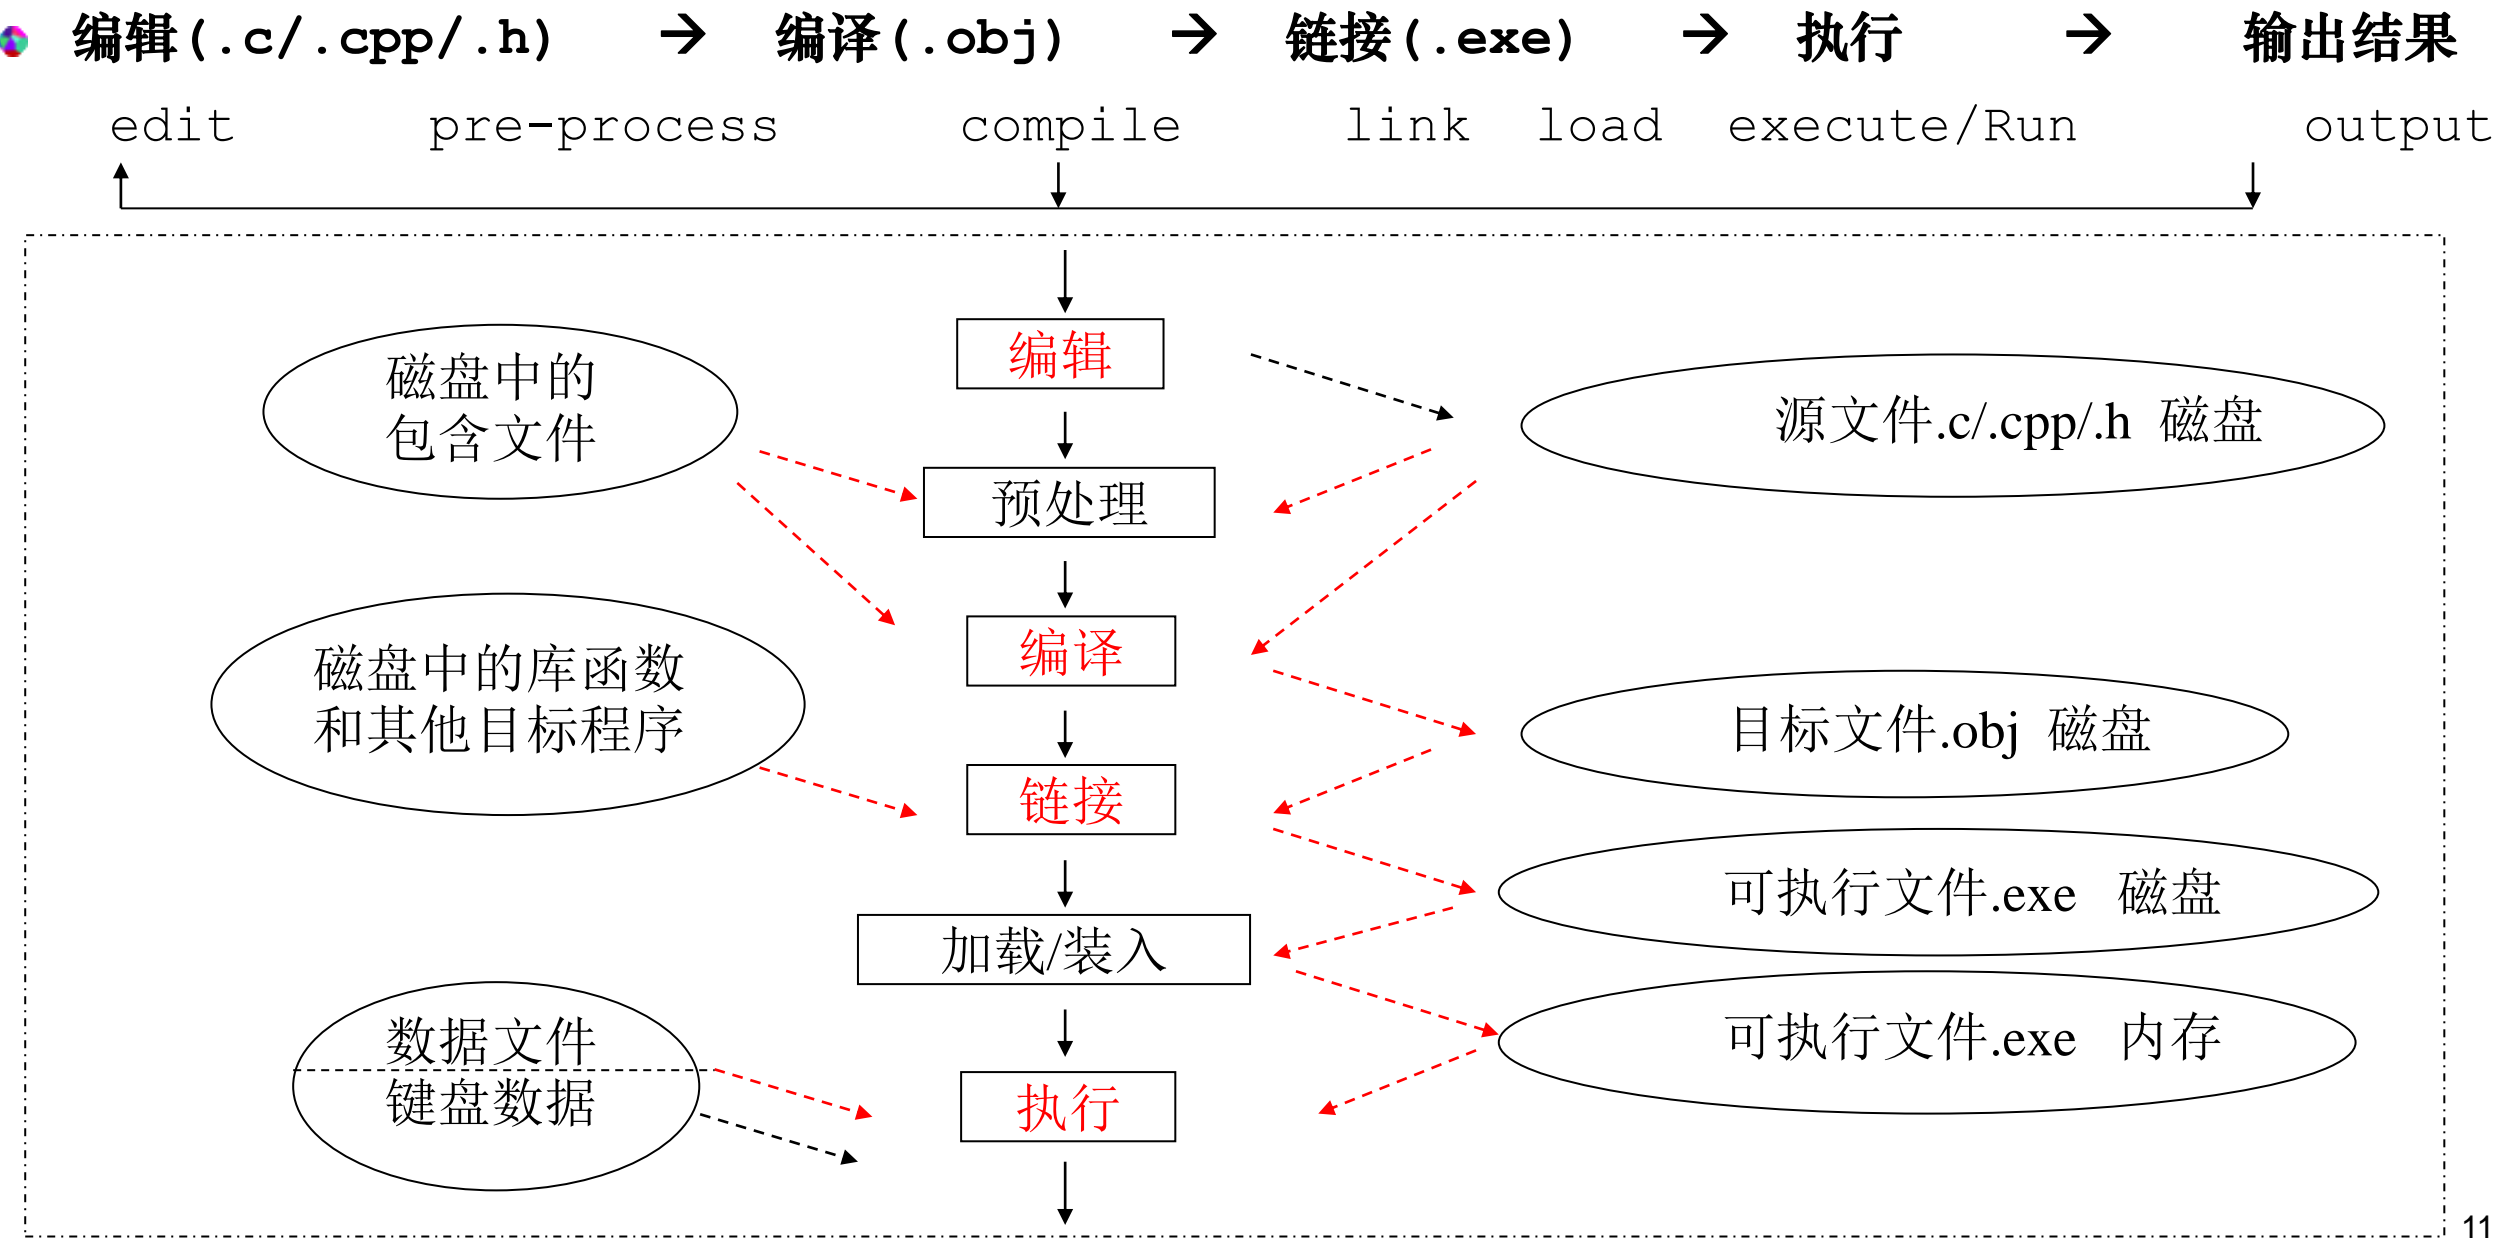 编辑(.c/.cpp/.h) → 编译(.obj) → 链接(.exe) → 执行 → 输出结果
edit pre-process compile link load execute/Run output
编辑
磁盘中的
包含文件
源文件.c/.cpp/.h 磁盘
预处理
编译
磁盘中的库函数
和其他目标程序
目标文件.obj 磁盘
链接
可执行文件.exe 磁盘
加载/装入
数据文件
键盘数据
可执行文件.exe 内存
执行
11